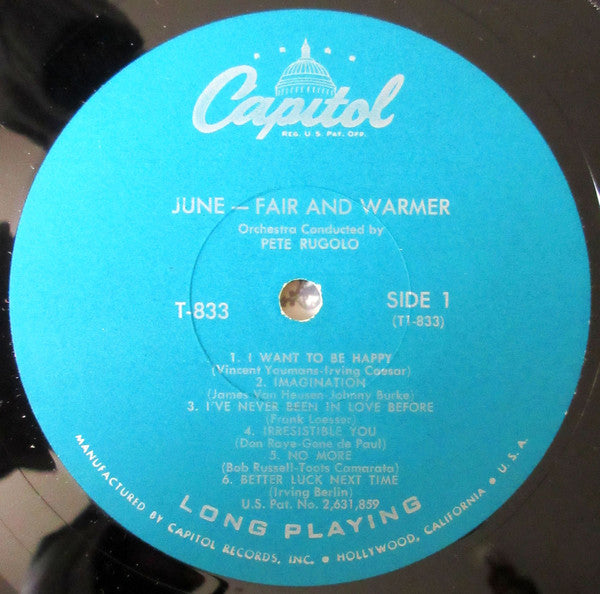 Capitol
REG. U.S. PAT. OFF.
JUNE — FAIR AND WARMER
Orchestra Conducted by
PETE RUGOLO
T-833
SIDE 1
(T1-833)
1. I WANT TO BE HAPPY
(Vincent Youmans-Irving Caesar)
2. IMAGINATION
(James Van Heusen-Johnny Burke)
3. I'VE NEVER BEEN IN LOVE BEFORE
(Frank Loesser)
4. IRRESISTIBLE YOU
(Don Raye-Gene de Paul)
5. NO MORE
(Bob Russell-Toots Camarata)
6. BETTER LUCK NEXT TIME
(Irving Berlin)
U.S. Pat. No. 2,631,859
LONG PLAYING
MANUFACTURED BY CAPITOL RECORDS, INC. • HOLLYWOOD, CALIFORNIA • U.S.A.